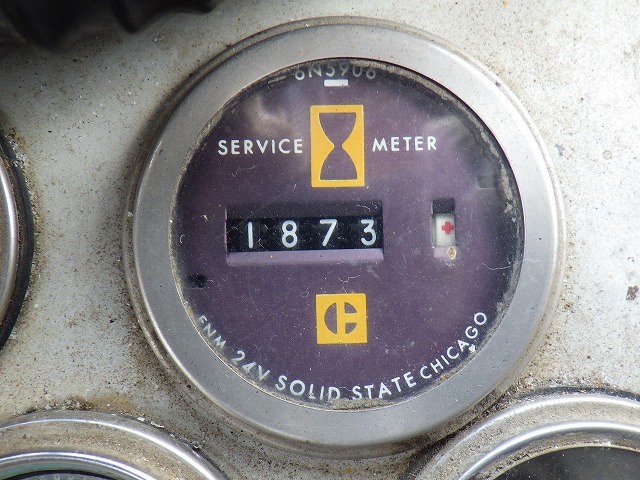 6N5906
SERVICE METER
1873
ENM 24V SOLID STATE CHICAGO